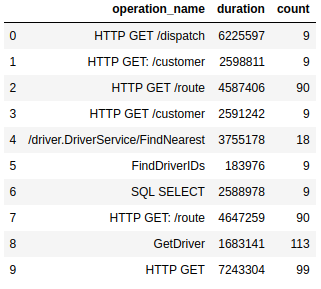 operation_name duration count
0 HTTP GET /dispatch 6225597 9
1 HTTP GET: /customer 2598811 9
2 HTTP GET /route 4587406 90
3 HTTP GET /customer 2591242 9
4 /driver.DriverService/FindNearest 3755178 18
5 FindDriverIDs 183976 9
6 SQL SELECT 2588978 9
7 HTTP GET: /route 4647259 90
8 GetDriver 1683141 113
9 HTTP GET 7243304 99